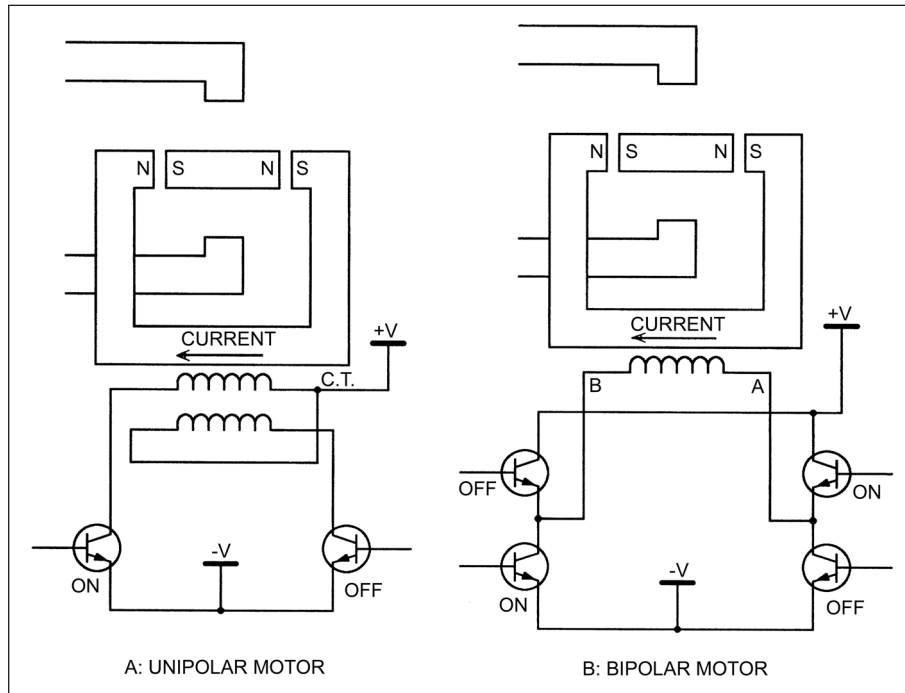 N S N S
CURRENT
+V
C.T.
-V
ON
OFF
A: UNIPOLAR MOTOR
N S N S
CURRENT
+V
B A
OFF
ON
-V
ON
OFF
B: BIPOLAR MOTOR